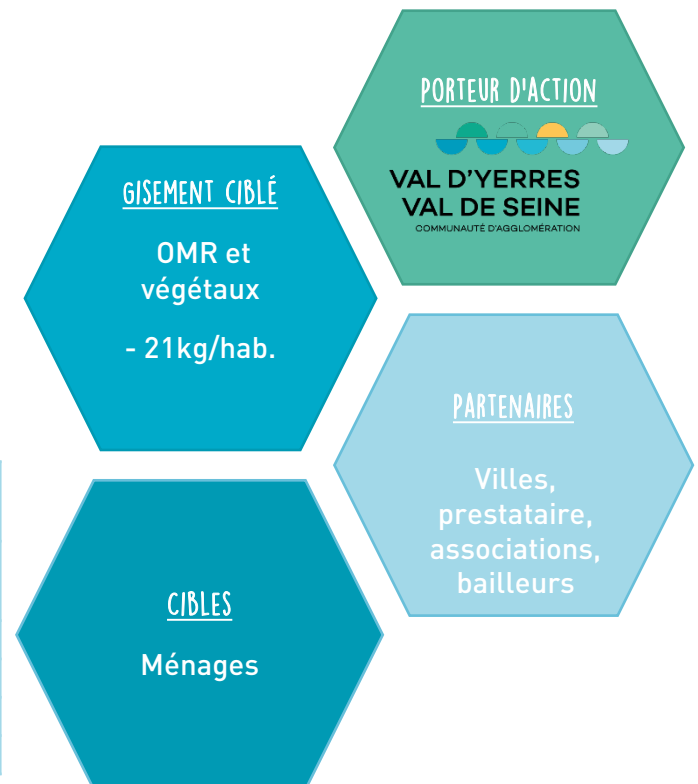 PORTEUR D'ACTION
VAL D'YERRES
VAL DE SEINE
COMMUNAUTÉ D'AGGLOMÉRATION
GISEMENT CIBLÉ
OMR et
végétaux
- 21kg/hab.
PARTENAIRES
Villes,
prestataire,
associations,
bailleurs
CIBLES
Ménages